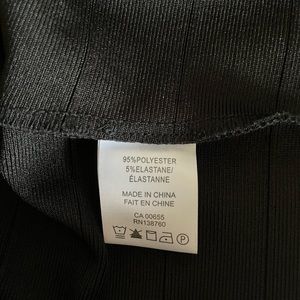 95%POLYESTER
5%ELASTANE/
ÉLASTANNE
MADE IN CHINA
FAIT EN CHINE
CA 00655
RN138760
P